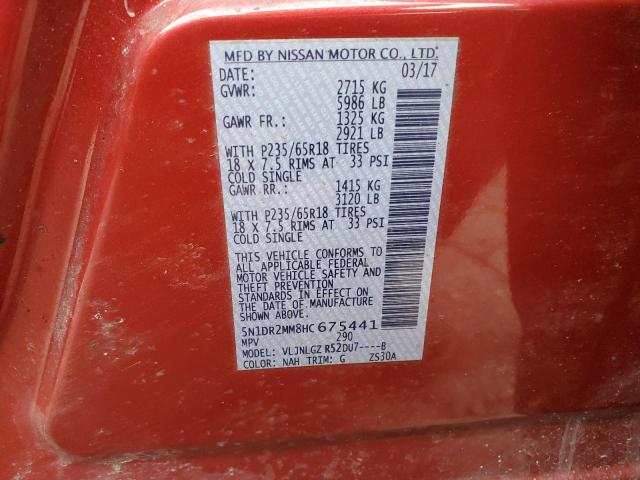 MFD BY NISSAN MOTOR CO., LTD.
DATE: 03/17
GVWR: 2715 KG
5986 LB
GAWR FR.: 1325 KG
2921 LB
WITH P235/65R18 TIRES
18 X 7.5 RIMS AT 33 PSI
COLD SINGLE
GAWR RR.: 1415 KG
3120 LB
WITH P235/65R18 TIRES
18 X 7.5 RIMS AT 33 PSI
COLD SINGLE
THIS VEHICLE CONFORMS TO
ALL APPLICABLE FEDERAL
MOTOR VEHICLE SAFETY AND
THEFT PREVENTION
STANDARDS IN EFFECT ON
THE DATE OF MANUFACTURE
SHOWN ABOVE.
5N1DR2MM8HC675441
MPV 290
MODEL: VLJNLGZ R52DU7----B
COLOR: NAH TRIM: G ZS30A